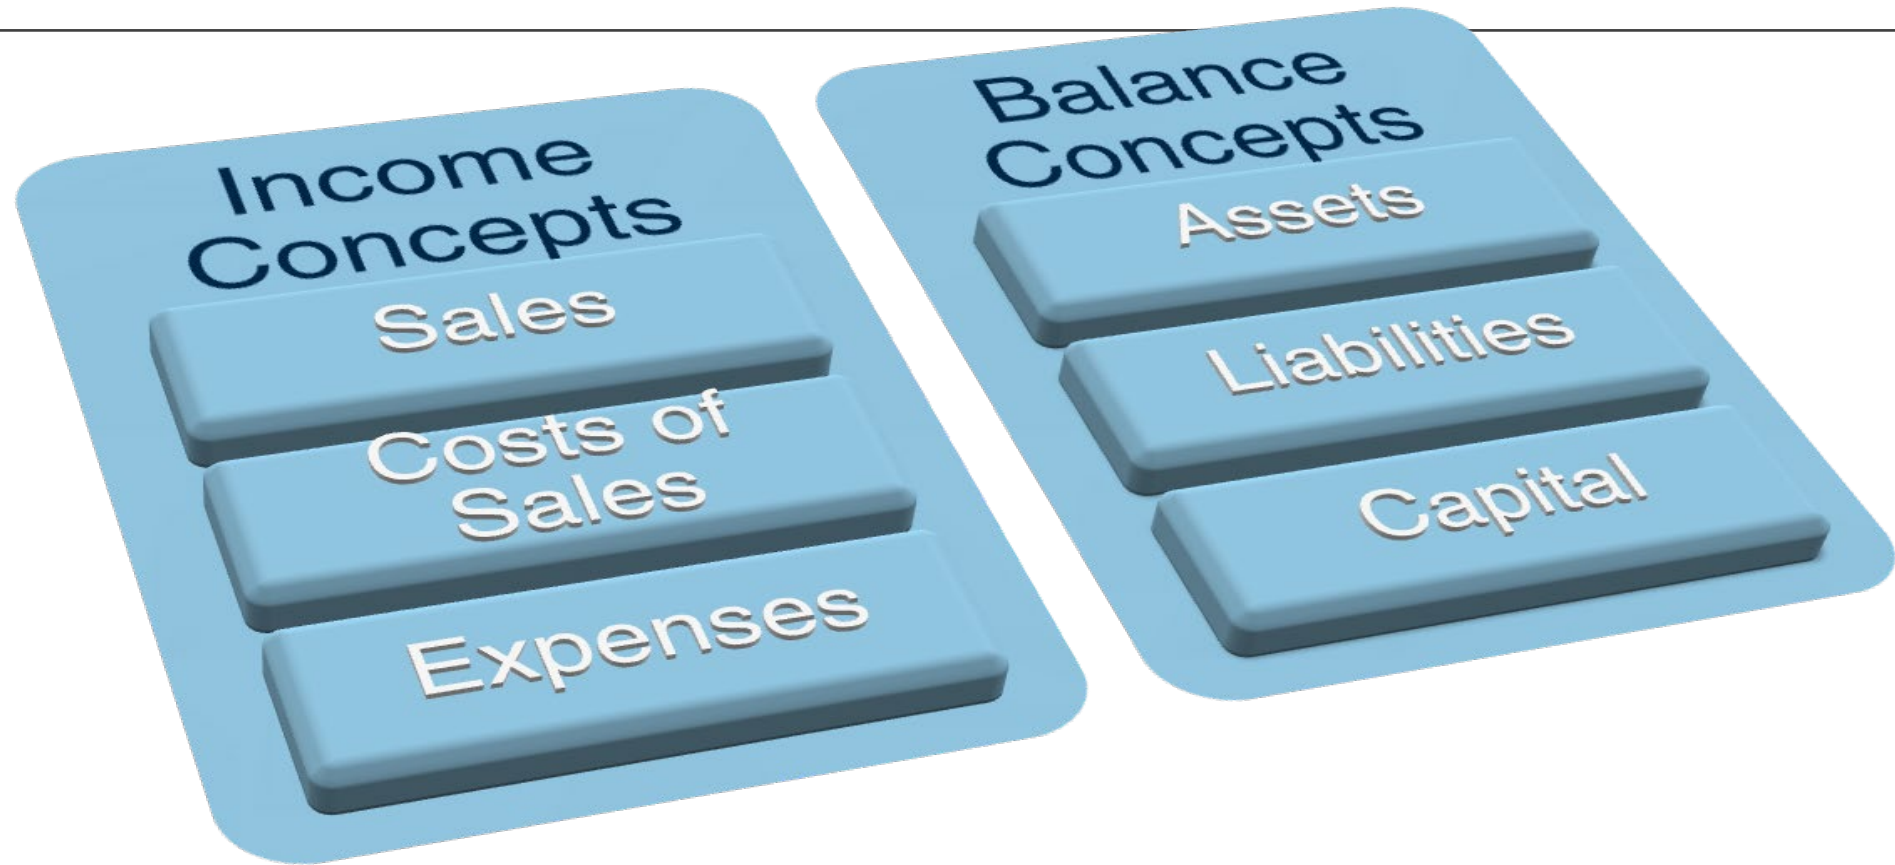 Income
Concepts
Sales
Costs of
Sales
Expenses
Balance
Concepts
Assets
Liabilities
Capital